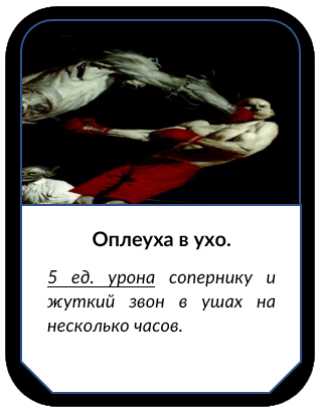 Оплеуха в ухо.
5 ед. урона сопернику и
жуткий звон в ушах на
несколько часов.